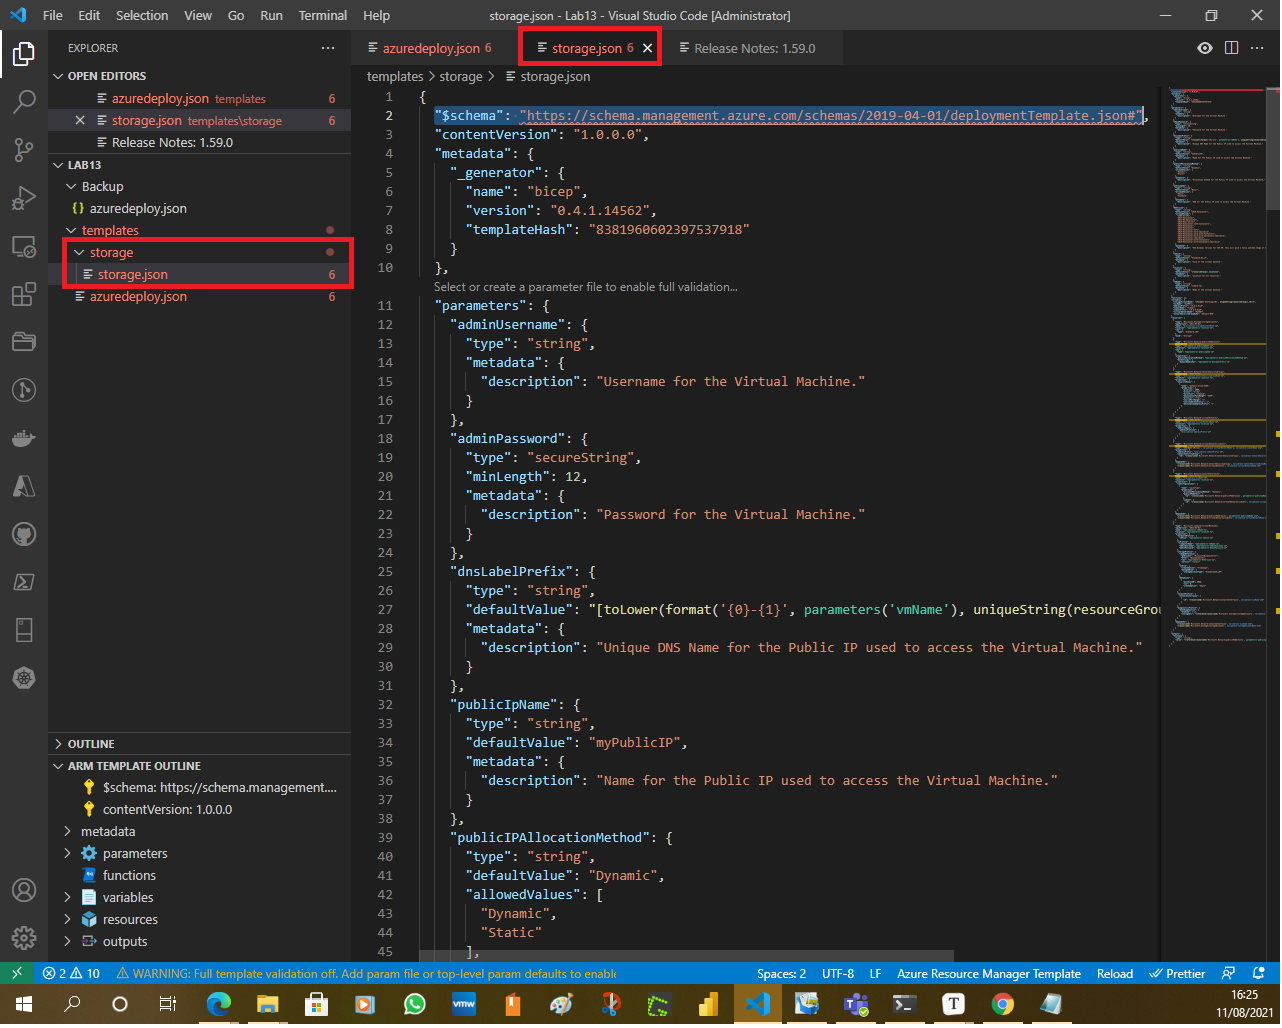 File Edit Selection View Go Run Terminal Help
storage.json - Lab13 - Visual Studio Code [Administrator]
EXPLORER
OPEN EDITORS
azuredeploy.json templates 6
storage.json templates\storage 6
Release Notes: 1.59.0
LAB13
Backup
azuredeploy.json
templates
storage
storage.json 6
azuredeploy.json 6
OUTLINE
ARM TEMPLATE OUTLINE
$schema: https://schema.management....
contentVersion: 1.0.0.0
metadata
parameters
functions
variables
resources
outputs
azuredeploy.json 6
storage.json 6
Release Notes: 1.59.0
templates > storage > storage.json
1 {
2 "$schema": "https://schema.management.azure.com/schemas/2019-04-01/deploymentTemplate.json#",
3 "contentVersion": "1.0.0.0",
4 "metadata": {
5 "_generator": {
6 "name": "bicep",
7 "version": "0.4.1.14562",
8 "templateHash": "8381960602397537918"
9 }
10 },
Select or create a parameter file to enable full validation...
11 "parameters": {
12 "adminUsername": {
13 "type": "string",
14 "metadata": {
15 "description": "Username for the Virtual Machine."
16 }
17 },
18 "adminPassword": {
19 "type": "secureString",
20 "minLength": 12,
21 "metadata": {
22 "description": "Password for the Virtual Machine."
23 }
24 },
25 "dnsLabelPrefix": {
26 "type": "string",
27 "defaultValue": "[toLower(format('{0}-{1}', parameters('vmName'), uniqueString(resourceGrou
28 "metadata": {
29 "description": "Unique DNS Name for the Public IP used to access the Virtual Machine."
30 }
31 },
32 "publicIpName": {
33 "type": "string",
34 "defaultValue": "myPublicIP",
35 "metadata": {
36 "description": "Name for the Public IP used to access the Virtual Machine."
37 }
38 },
39 "publicIPAllocationMethod": {
40 "type": "string",
41 "defaultValue": "Dynamic",
42 "allowedValues": [
43 "Dynamic",
44 "Static"
45 ],
2 10 WARNING: Full template validation off. Add param file or top-level param defaults to enable
Spaces: 2 UTF-8 LF Azure Resource Manager Template Reload Prettier
vmw
T
16:25
11/08/2021